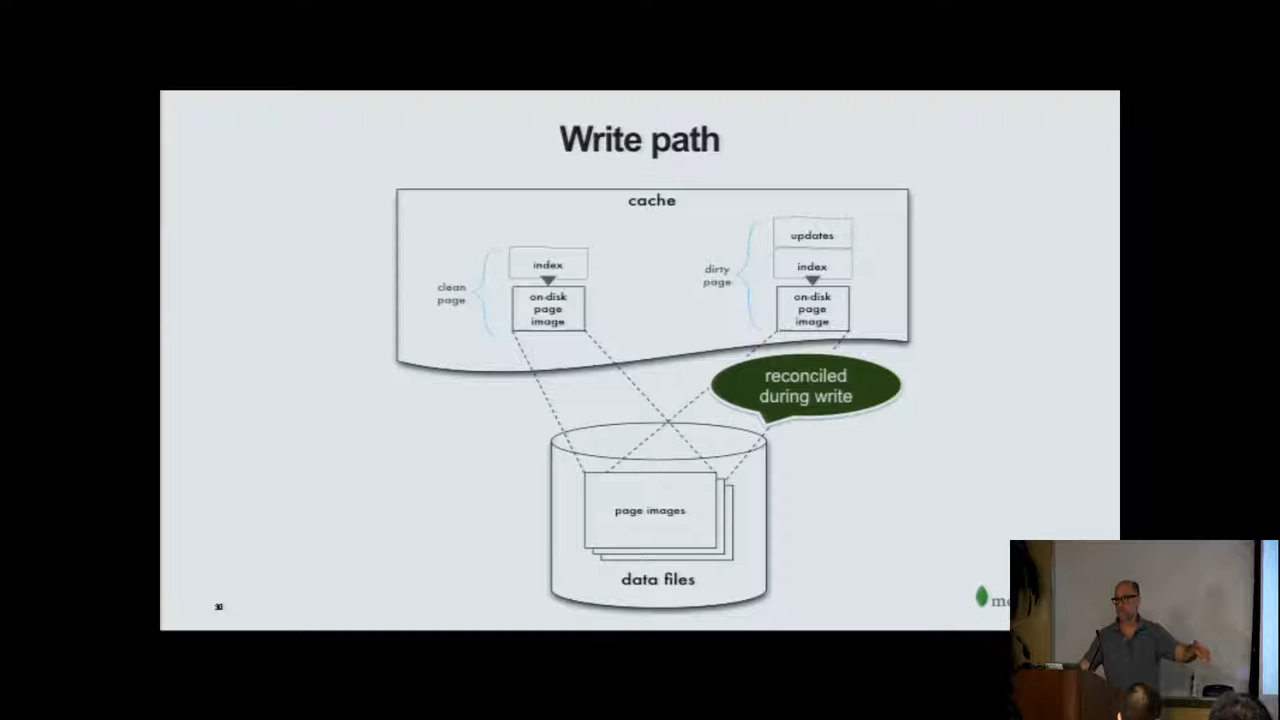 Write path
cache
updates
index
index
clean
page
dirty
page
on-disk
page
image
on-disk
page
image
reconciled
during write
page images
data files
30